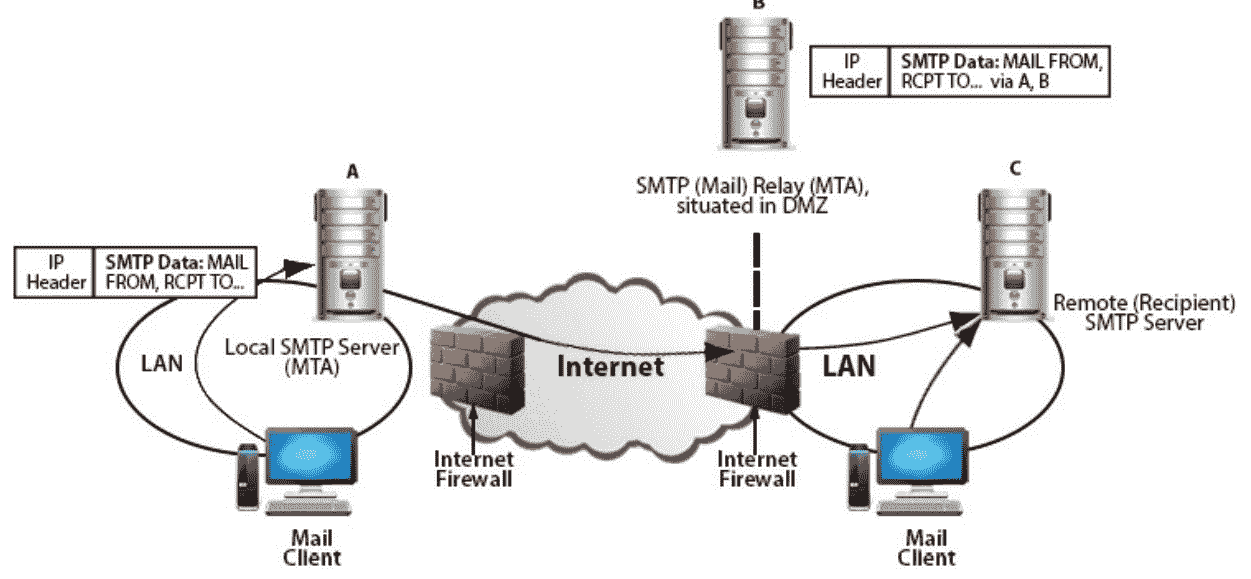 B
IP
Header
SMTP Data: MAIL FROM,
RCPT TO... via A, B
SMTP (Mail) Relay (MTA),
situated in DMZ
A
C
IP
Header
SMTP Data: MAIL
FROM, RCPT TO...
LAN
Local SMTP Server
(MTA)
Internet
LAN
Remote (Recipient)
SMTP Server
Internet
Firewall
Internet
Firewall
Mail
Client
Mail
Client